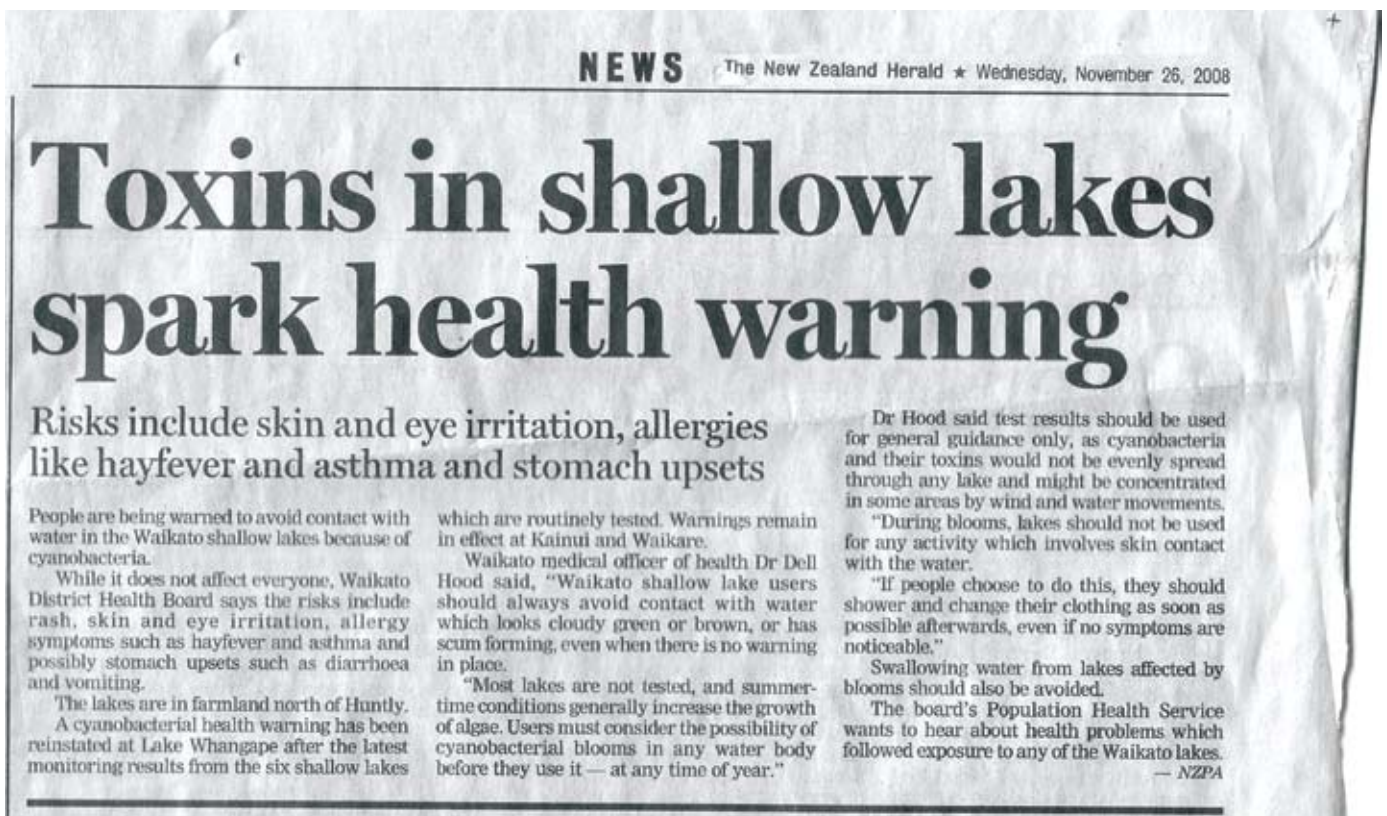 NEWS The New Zealand Herald ★ Wednesday, November 26, 2008
Toxins in shallow lakes
spark health warning
Risks include skin and eye irritation, allergies
like hayfever and asthma and stomach upsets
People are being warned to avoid contact with
water in the Waikato shallow lakes because of
cyanobacteria.
While it does not affect everyone, Waikato
District Health Board says the risks include
rash, skin and eye irritation, allergy
symptoms such as hayfever and asthma and
possibly stomach upsets such as diarrhoea
and vomiting.
The lakes are in farmland north of Huntly.
A cyanobacterial health warning has been
reinstated at Lake Whangape after the latest
monitoring results from the six shallow lakes
which are routinely tested. Warnings remain
in effect at Kainui and Waikare.
Waikato medical officer of health Dr Dell
Hood said, “Waikato shallow lake users
should always avoid contact with water
which looks cloudy green or brown, or has
scum forming, even when there is no warning
in place.
“Most lakes are not tested, and summer-
time conditions generally increase the growth
of algae. Users must consider the possibility of
cyanobacterial blooms in any water body
before they use it — at any time of year.”
Dr Hood said test results should be used
for general guidance only, as cyanobacteria
and their toxins would not be evenly spread
through any lake and might be concentrated
in some areas by wind and water movements.
“During blooms, lakes should not be used
for any activity which involves skin contact
with the water.
“If people choose to do this, they should
shower and change their clothing as soon as
possible afterwards, even if no symptoms are
noticeable.”
Swallowing water from lakes affected by
blooms should also be avoided.
The board’s Population Health Service
wants to hear about health problems which
followed exposure to any of the Waikato lakes.
— NZPA